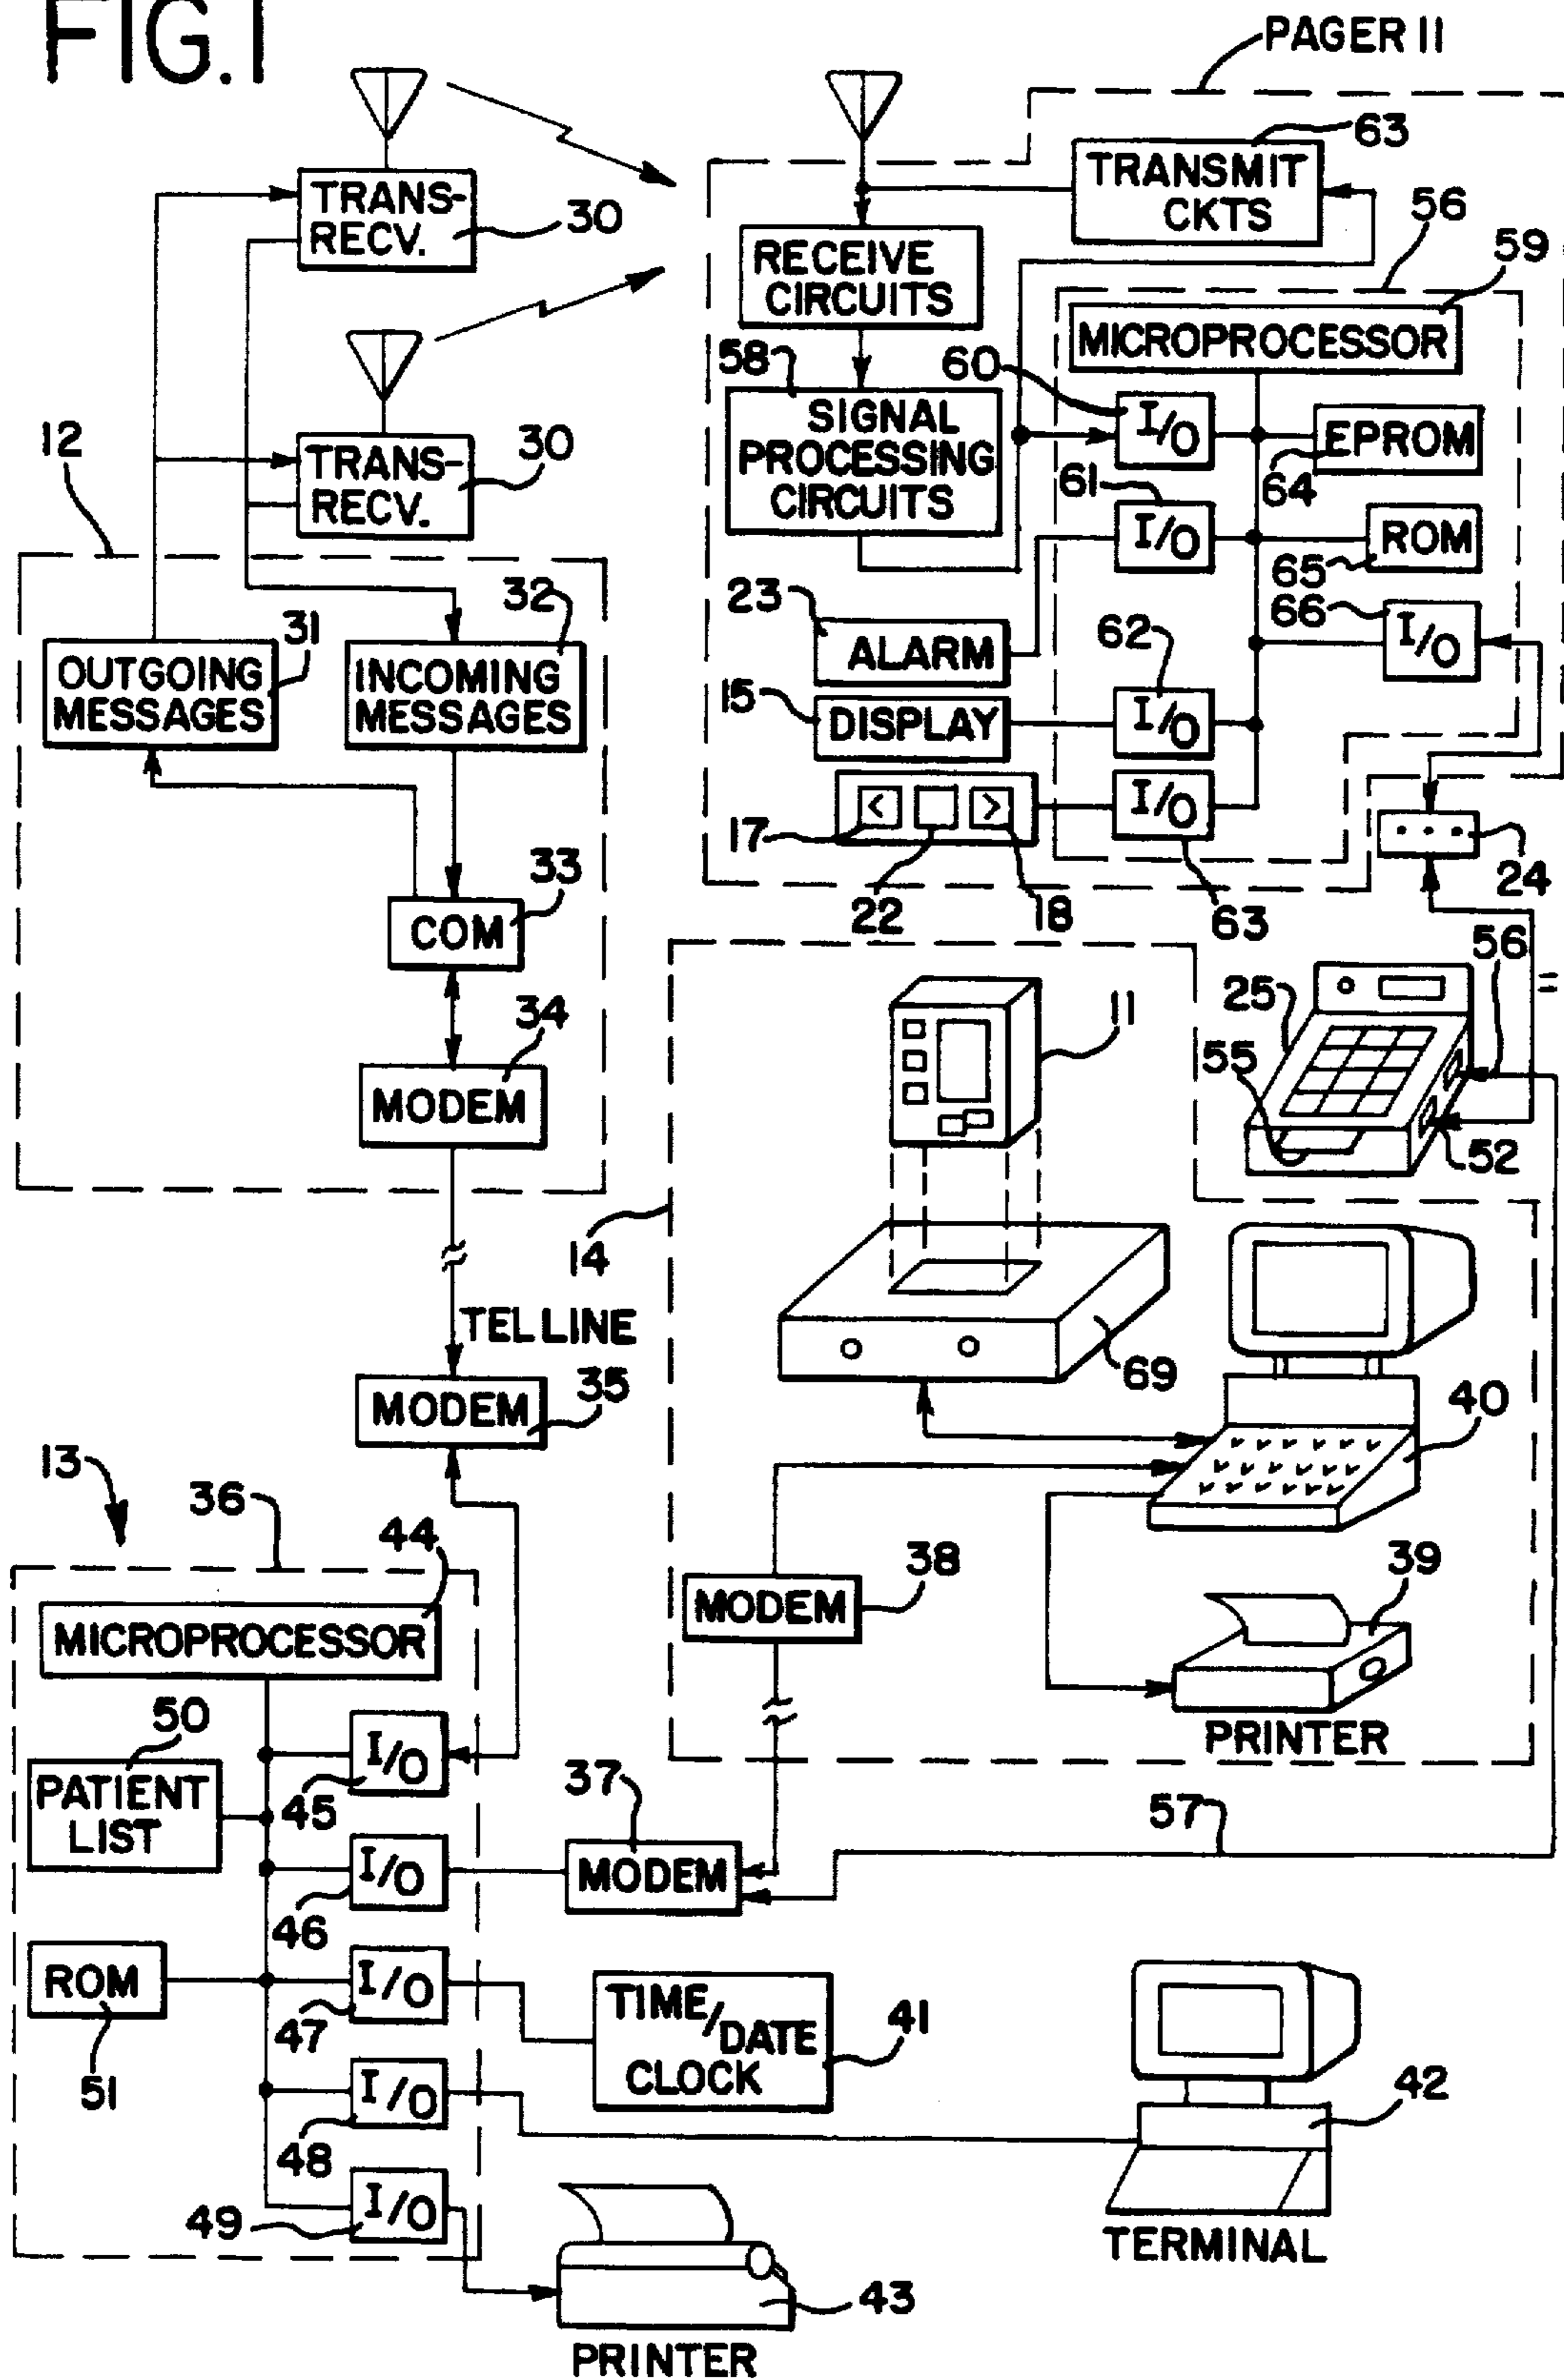 FIG.1
PAGER 11
63
TRANSMIT
CKTS
56
59
TRANS-
RECV.
30
RECEIVE
CIRCUITS
MICROPROCESSOR
58
60
I/O
EPROM
64
SIGNAL
PROCESSING
CIRCUITS
12
TRANS-
RECV.
30
61
I/O
ROM
65
66
I/O
23
ALARM
62
I/O
15
DISPLAY
I/O
63
<
>
17
22
18
24
32
31
OUTGOING
MESSAGES
INCOMING
MESSAGES
33
COM
34
MODEM
TEL LINE
MODEM
35
11
25
56
55
52
14
69
40
38
MODEM
39
PRINTER
13
36
44
MICROPROCESSOR
50
PATIENT
LIST
I/O
45
I/O
46
37
MODEM
57
ROM
51
I/O
47
TIME/DATE
CLOCK
41
I/O
48
42
TERMINAL
I/O
49
43
PRINTER